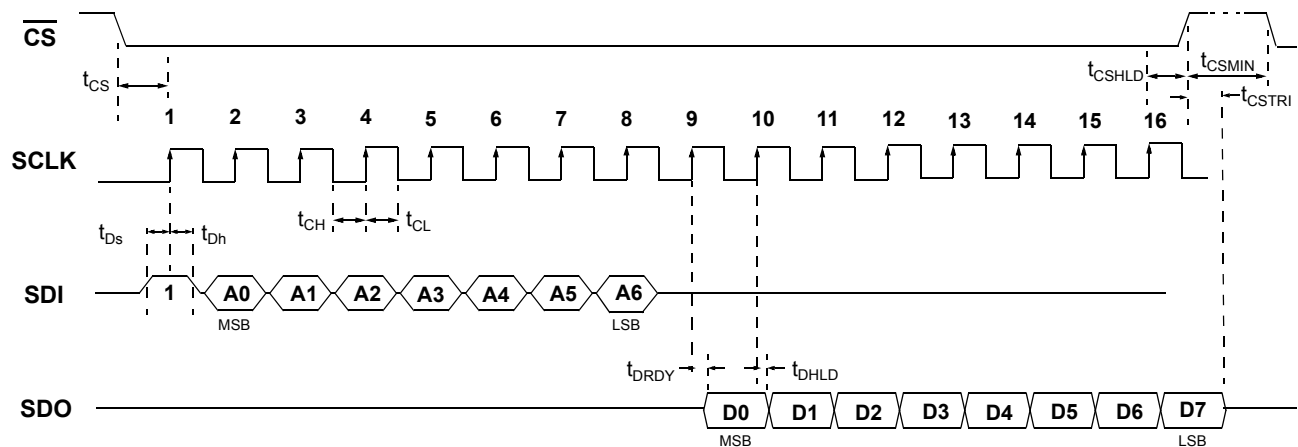 CS
tCS
tCSHLD
tCSMIN
tCSTRI
1 2 3 4 5 6 7 8 9 10 11 12 13 14 15 16
SCLK
tCH
tCL
tDs
tDh
SDI
1 A0 A1 A2 A3 A4 A5 A6
MSB
LSB
tDRDY
tDHLD
SDO
D0 D1 D2 D3 D4 D5 D6 D7
MSB
LSB